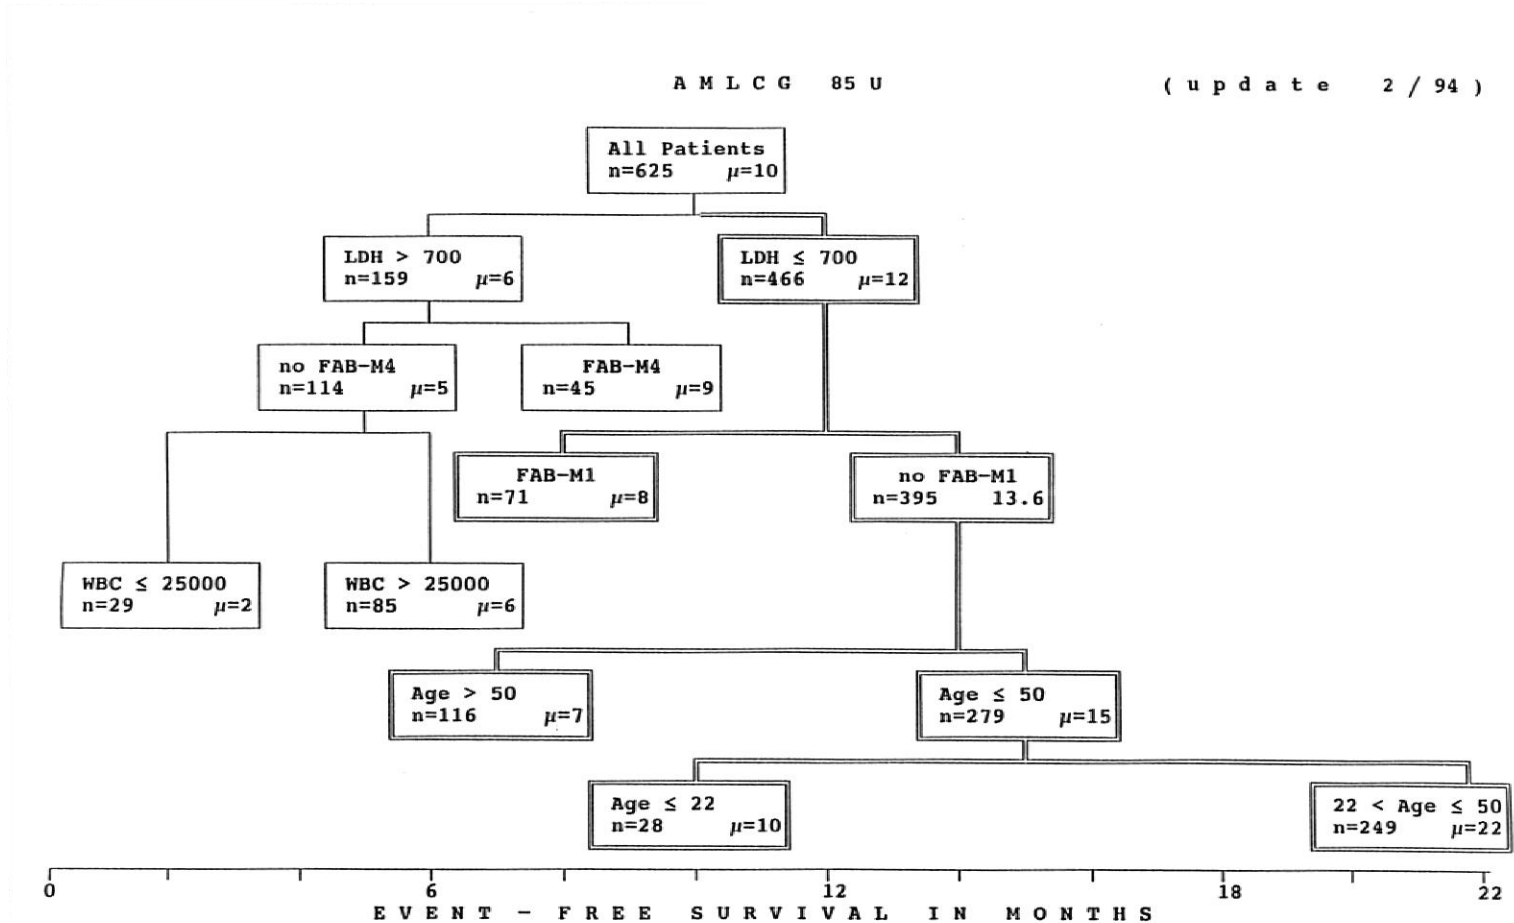 AMLCG 85U (update 2/94)
All Patients
n=625 μ=10
LDH > 700
n=159 μ=6
LDH ≤ 700
n=466 μ=12
no FAB-M4
n=114 μ=5
FAB-M4
n=45 μ=9
FAB-M1
n=71 μ=8
no FAB-M1
n=395 13.6
WBC ≤ 25000
n=29 μ=2
WBC > 25000
n=85 μ=6
Age > 50
n=116 μ=7
Age ≤ 50
n=279 μ=15
Age ≤ 22
n=28 μ=10
22 < Age ≤ 50
n=249 μ=22
0 6 12 18 22
EVENT - FREE SURVIVAL IN MONTHS